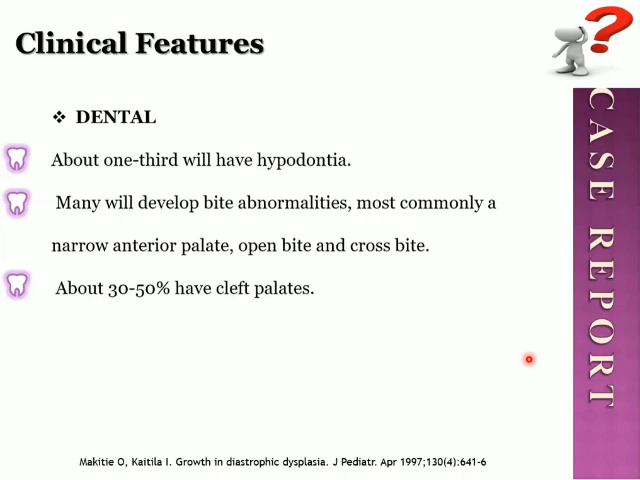 Clinical Features
❖ DENTAL
About one-third will have hypodontia.
Many will develop bite abnormalities, most commonly a
narrow anterior palate, open bite and cross bite.
About 30-50% have cleft palates.
CASE REPORT
Makitie O, Kaitila I. Growth in diastrophic dysplasia. J Pediatr. Apr 1997;130(4):641-6